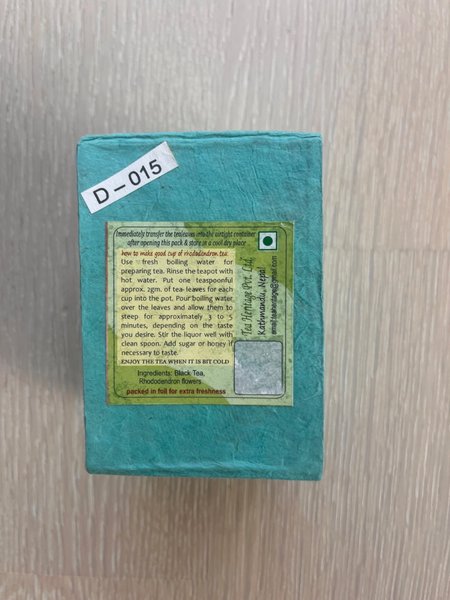 D – 015
Immediately transfer the tealeaves into the airtight container
after opening this pack & store in a cool dry place
how to make good cup of rhododendron tea:
Use fresh boiling water for
preparing tea. Rinse the teapot with
hot water. Put one teaspoonful
approx. 2gm. of tea leaves for each
cup into the pot. Pour boiling water
over the leaves and allow them to
steep for approximately 3 to 5
minutes, depending on the taste
you desire. Stir the liquor well with
clean spoon. Add sugar or honey if
necessary to taste.
ENJOY THE TEA WHEN IT IS BIT COLD
Ingredients: Black Tea,
Rhododendron flowers
packed in foil for extra freshness
Tea Heritage Pvt. Ltd.
Kathmandu, Nepal
email:teaheritage@gmail.com